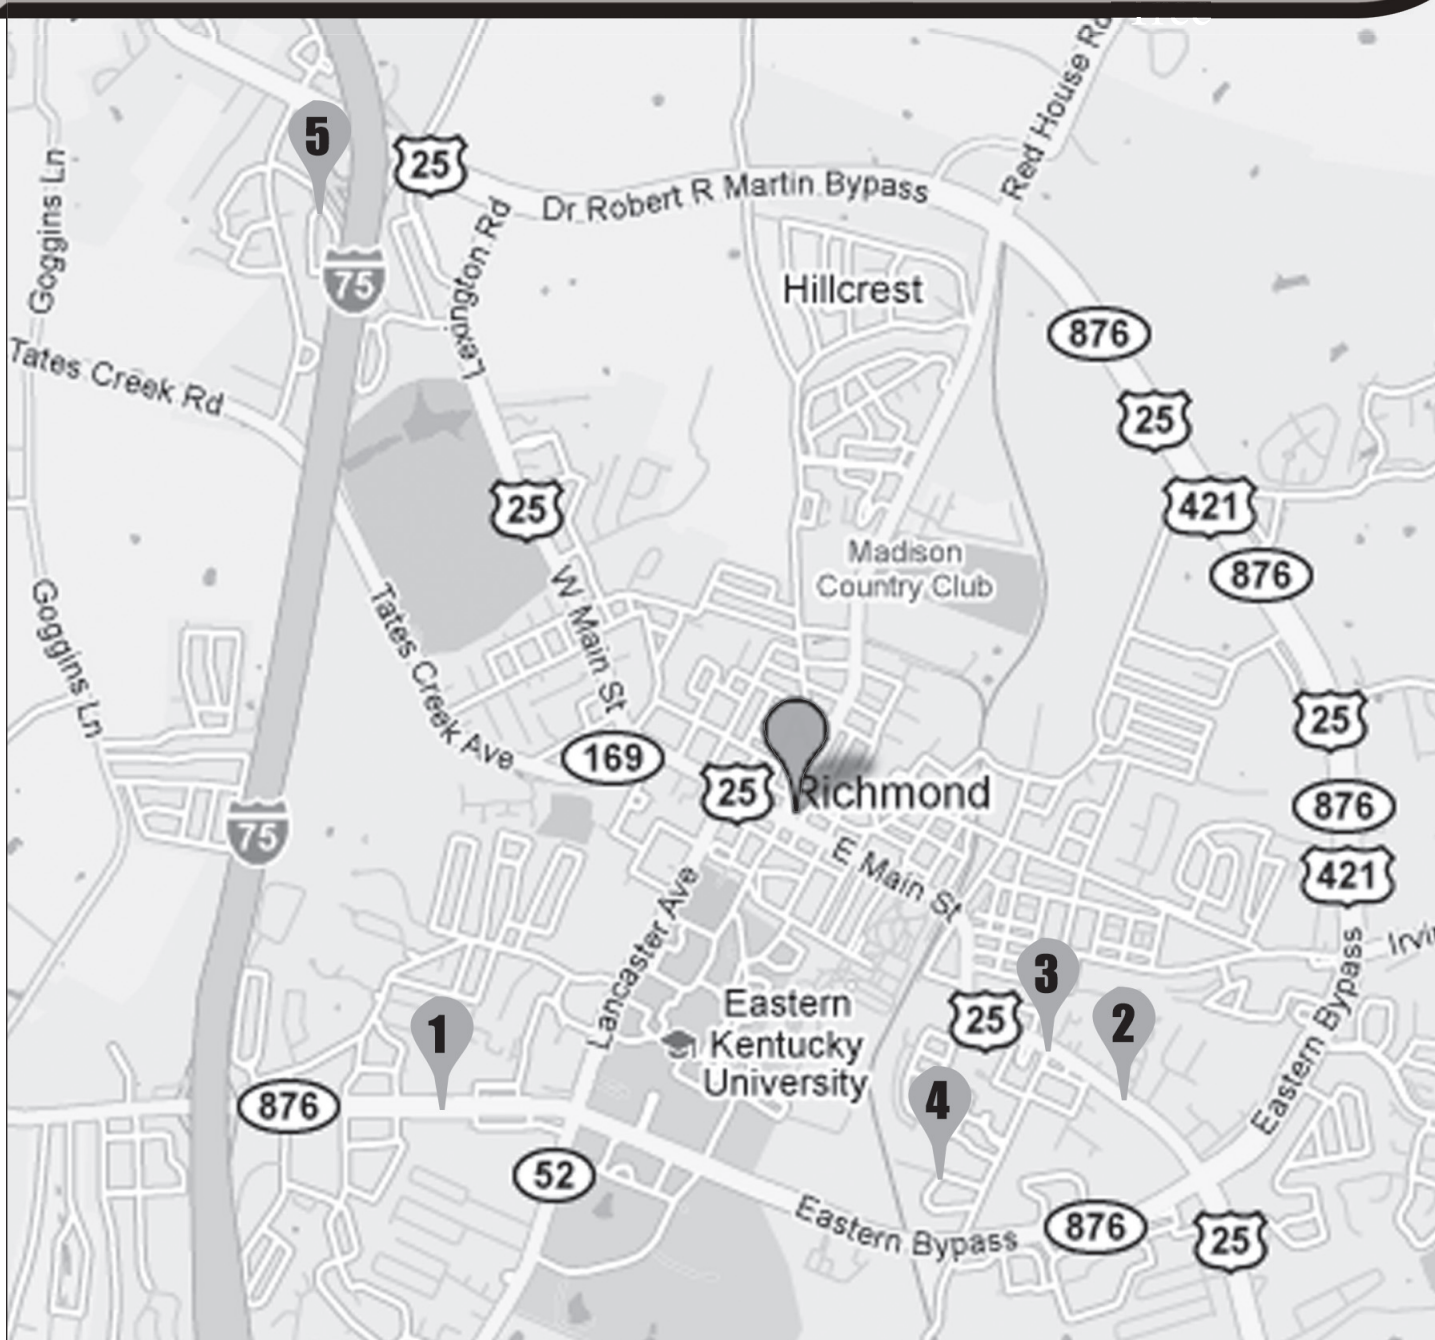 Free
Red House Rd
5
25
Dr Robert R Martin Bypass
Goggins Ln
Lexington Rd
75
Hillcrest
876
Tates Creek Rd
25
421
25
Madison
Country Club
876
Goggins Ln
W Main St
Tates Creek Ave
25
169
25
Richmond
876
75
E Main St
421
Lancaster Ave
Irvi
3
Eastern
Kentucky
University
25
2
1
Eastern Bypass
4
876
52
Eastern Bypass
876
25